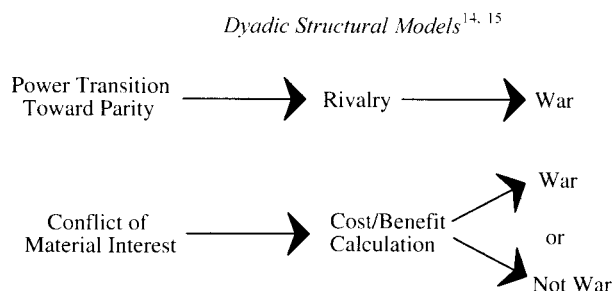 Dyadic Structural Models14, 15
Power Transition
Toward Parity
Rivalry
War
Conflict of
Material Interest
Cost/Benefit
Calculation
War
or
Not War